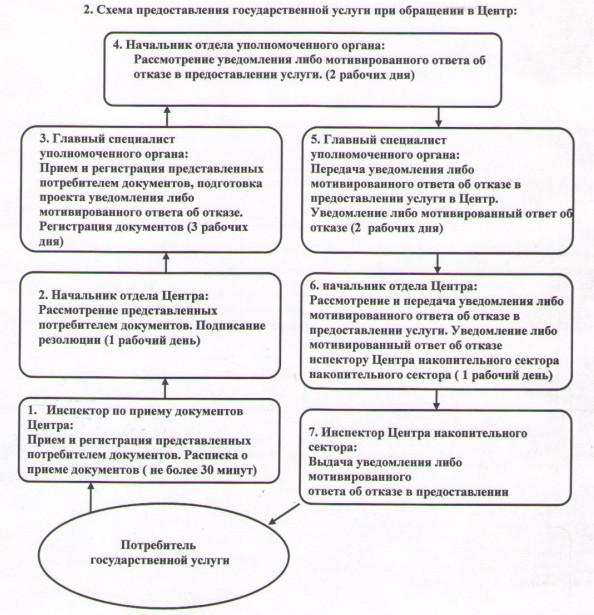 2. Схема предоставления государственной услуги при обращении в Центр:
4. Начальник отдела уполномоченного органа:
Рассмотрение уведомления либо мотивированного ответа об
отказе в предоставлении услуги. (2 рабочих дня)
3. Главный специалист
уполномоченного органа:
Прием и регистрация представленных
потребителем документов, подготовка
проекта уведомления либо
мотивированного ответа об отказе.
Регистрация документов (3 рабочих
дня)
5. Главный специалист
уполномоченного органа:
Передача уведомления либо
мотивированного ответа об отказе в
предоставлении услуги в Центр.
Уведомление либо мотивированный ответ об
отказе (2 рабочих дня)
2. Начальник отдела Центра:
Рассмотрение представленных
потребителем документов. Подписание
резолюции (1 рабочий день)
6. начальник отдела Центра:
Рассмотрение и передача уведомления либо
мотивированного ответа об отказе в
предоставлении услуги. Уведомление либо
мотивированный ответ об отказе
нспектору Центра накопительного сектора
накопительного сектора ( 1 рабочий день)
1. Инспектор по приему документов
Центра:
Прием и регистрация представленных
потребителем документов. Расписка о
приеме документов ( не более 30 минут)
7. Инспектор Центра накопительного
сектора:
Выдача уведомления либо
мотивированного
ответа об отказе в предоставлении
Потребитель
государственной услуги